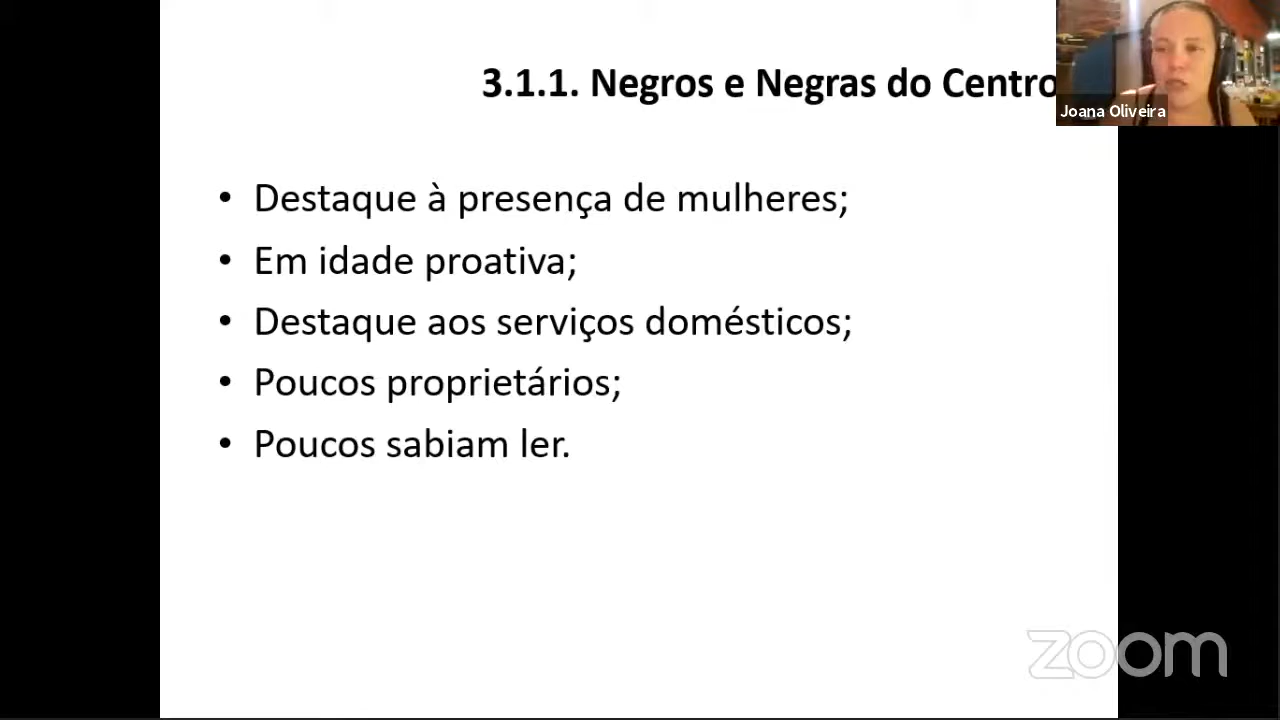 3.1.1. Negros e Negras do Centro
Joana Oliveira
• Destaque à presença de mulheres;
• Em idade proativa;
• Destaque aos serviços domésticos;
• Poucos proprietários;
• Poucos sabiam ler.
zoom